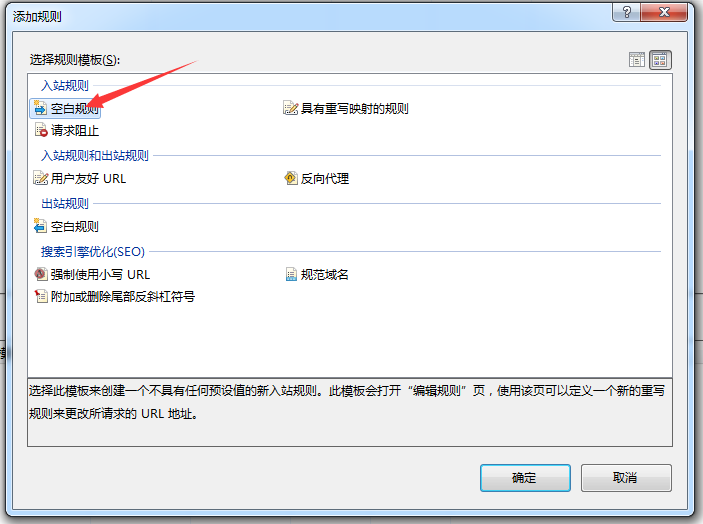 添加规则
选择规则模板(S):
入站规则
空白规则
具有重写映射的规则
请求阻止
入站规则和出站规则
用户友好 URL
反向代理
出站规则
空白规则
搜索引擎优化(SEO)
强制使用小写 URL
规范域名
附加或删除尾部反斜杠符号
选择此模板来创建一个不具有任何预设值的新入站规则。此模板会打开“编辑规则”页，使用该页可以定义一个新的重写
规则来更改所请求的 URL 地址。
确定
取消